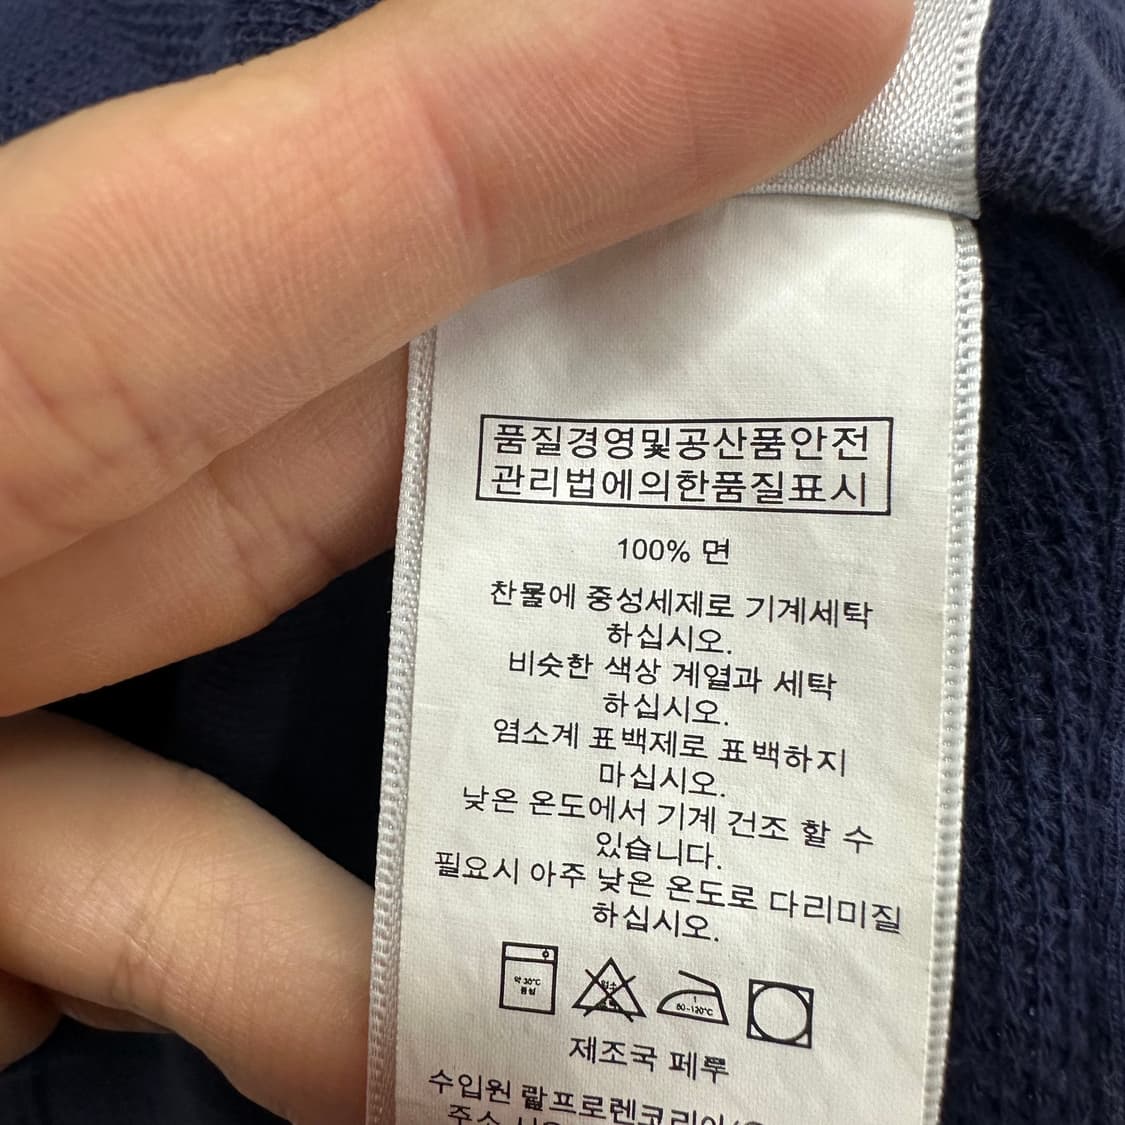 품질경영및공산품안전
관리법에의한품질표시
100% 면
찬물에 중성세제로 기계세탁
하십시오.
비슷한 색상 계열과 세탁
하십시오.
염소계 표백제로 표백하지
마십시오.
낮은 온도에서 기계 건조 할 수
있습니다.
필요시 아주 낮은 온도로 다리미질
하십시오.
약 30℃
중성
1
80-120℃
제조국 페루
수입원 랄프로렌코리아(
주소